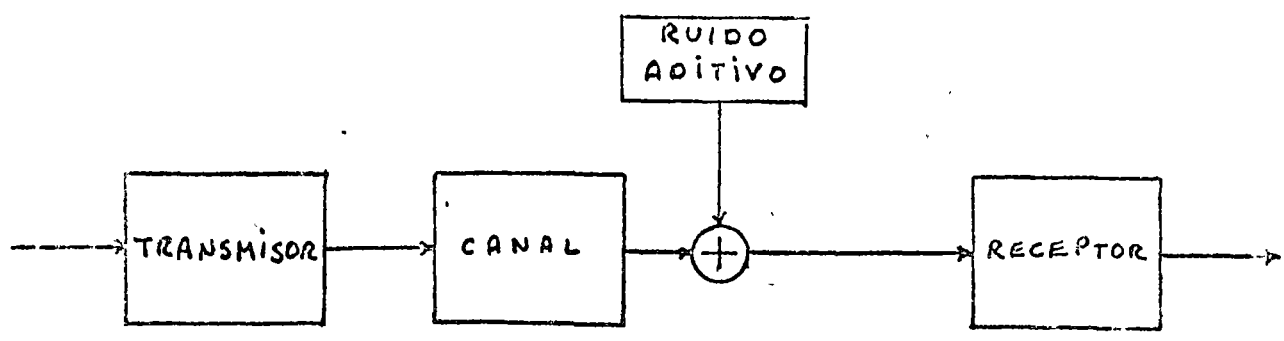 RUIDO
ADiTiVO
TRANSMiSOR
CANAL
RECEPTOR